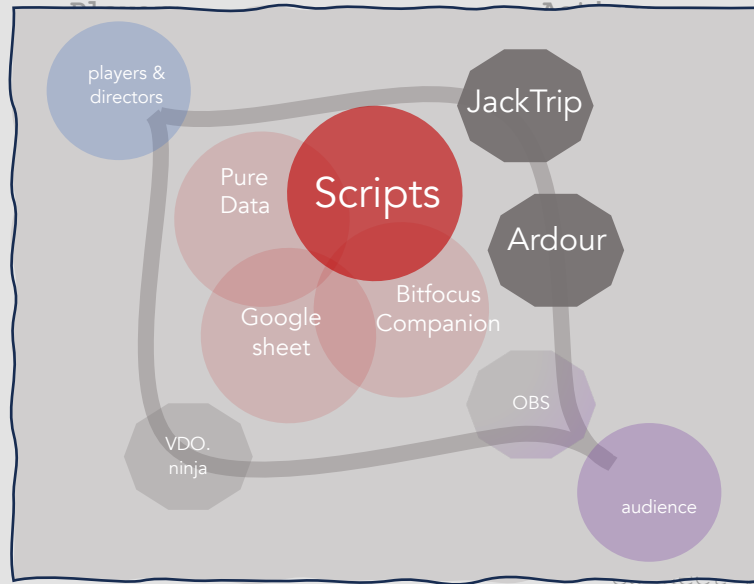 players &
directors
JackTrip
Pure
Data
Scripts
Ardour
Bitfocus
Companion
Google
sheet
OBS
VDO.
ninja
audience